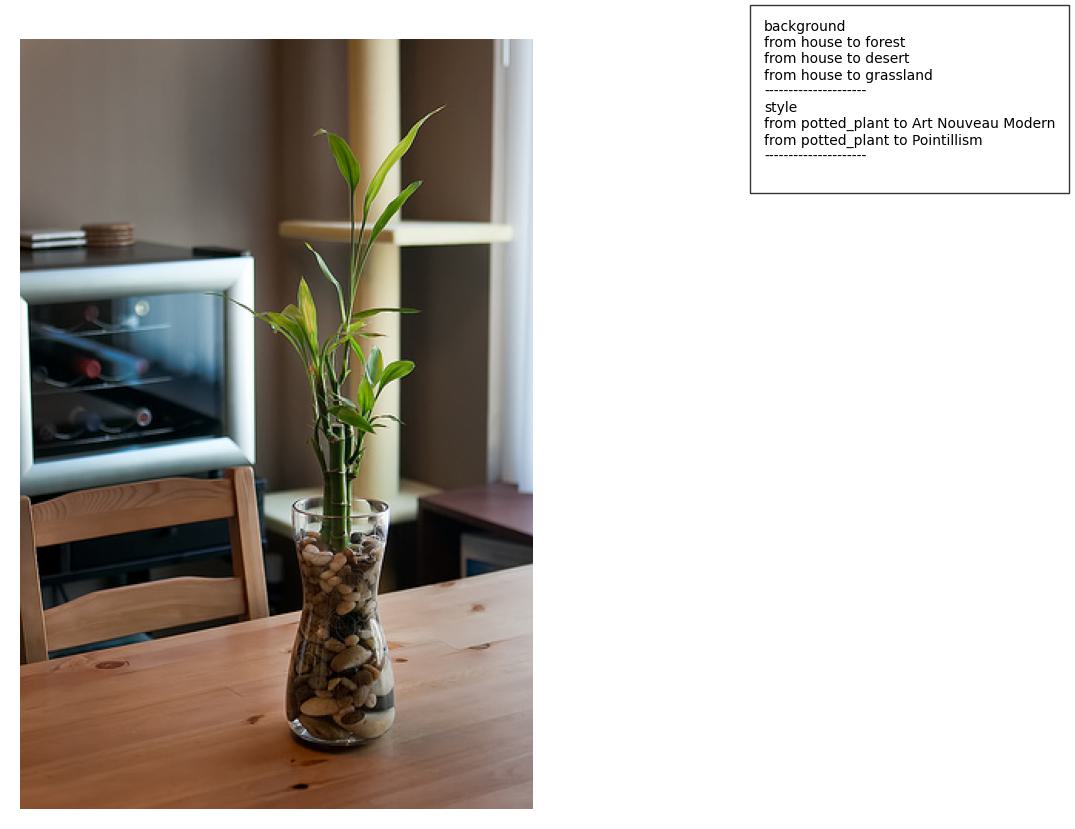 background
from house to forest
from house to desert
from house to grassland
---------------------
style
from potted_plant to Art Nouveau Modern
from potted_plant to Pointillism
---------------------